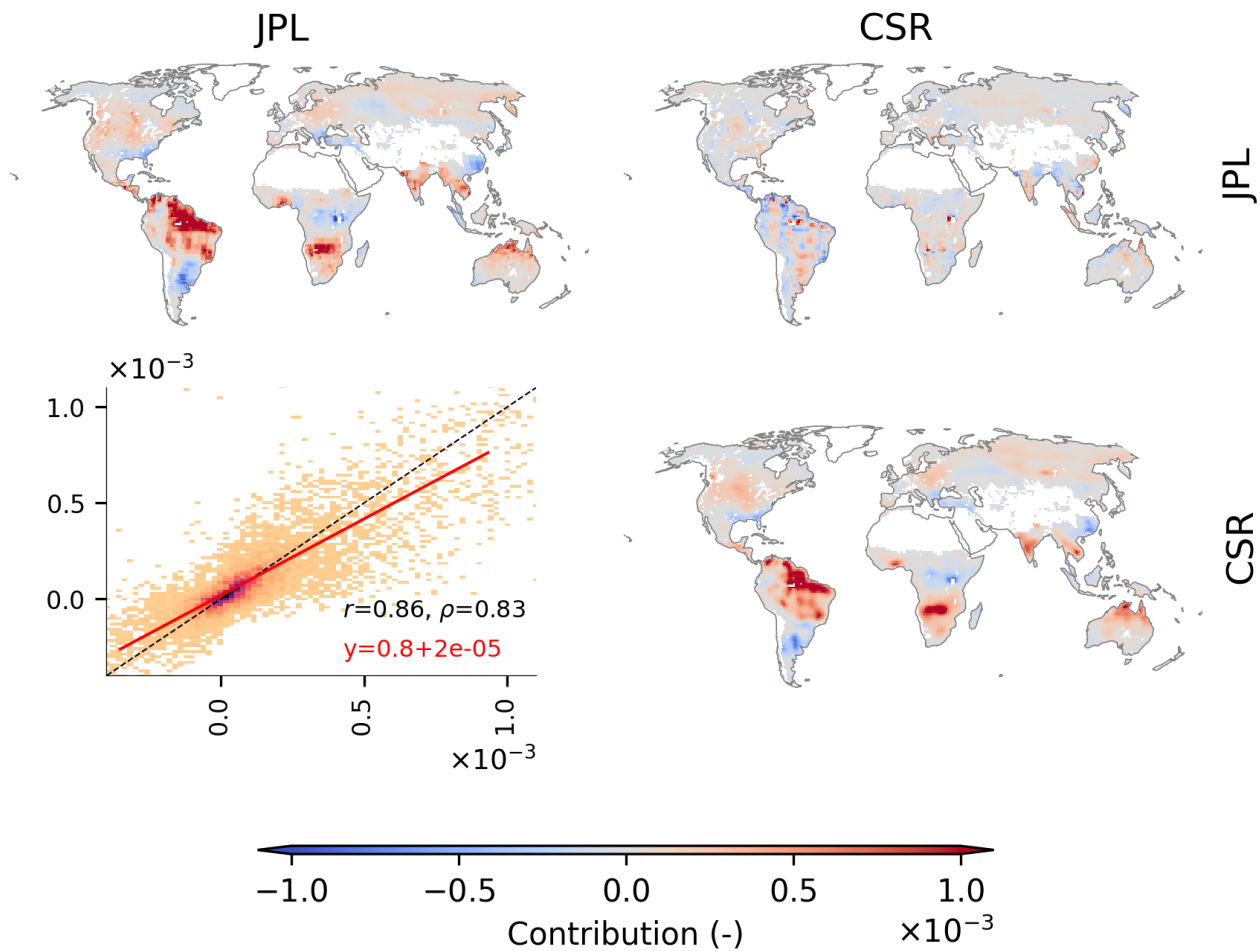 JPL CSR
JPL
×10⁻³
1.0
0.5
0.0
r=0.86, ρ=0.83
y=0.8+2e-05
0.0 0.5 1.0
×10⁻³
CSR
−1.0 −0.5 0.0 0.5 1.0
×10⁻³
Contribution (-)